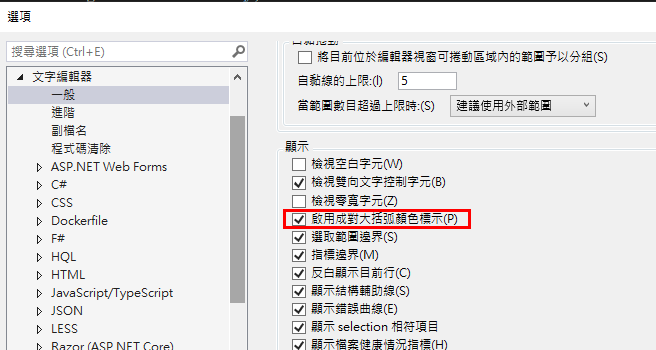 選項
搜尋選項 (Ctrl+E)
文字編輯器
一般
進階
副檔名
程式碼清除
ASP.NET Web Forms
C#
CSS
Dockerfile
F#
HQL
HTML
JavaScript/TypeScript
JSON
LESS
Razor (ASP.NET Core)
自黏捲動
將目前位於編輯器視窗可捲動區域內的範圍予以分組(S)
自黏線的上限:(I)
5
當範圍數目超過上限時:(S)
建議使用外部範圍
顯示
檢視空白字元(W)
檢視雙向文字控制字元(B)
檢視零寬字元(Z)
啟用成對大括弧顏色標示(P)
選取範圍邊界(S)
指標邊界(M)
反白顯示目前行(C)
顯示結構輔助線(S)
顯示錯誤曲線(E)
顯示 selection 相符項目
顯示檔案健康情況指標(H)